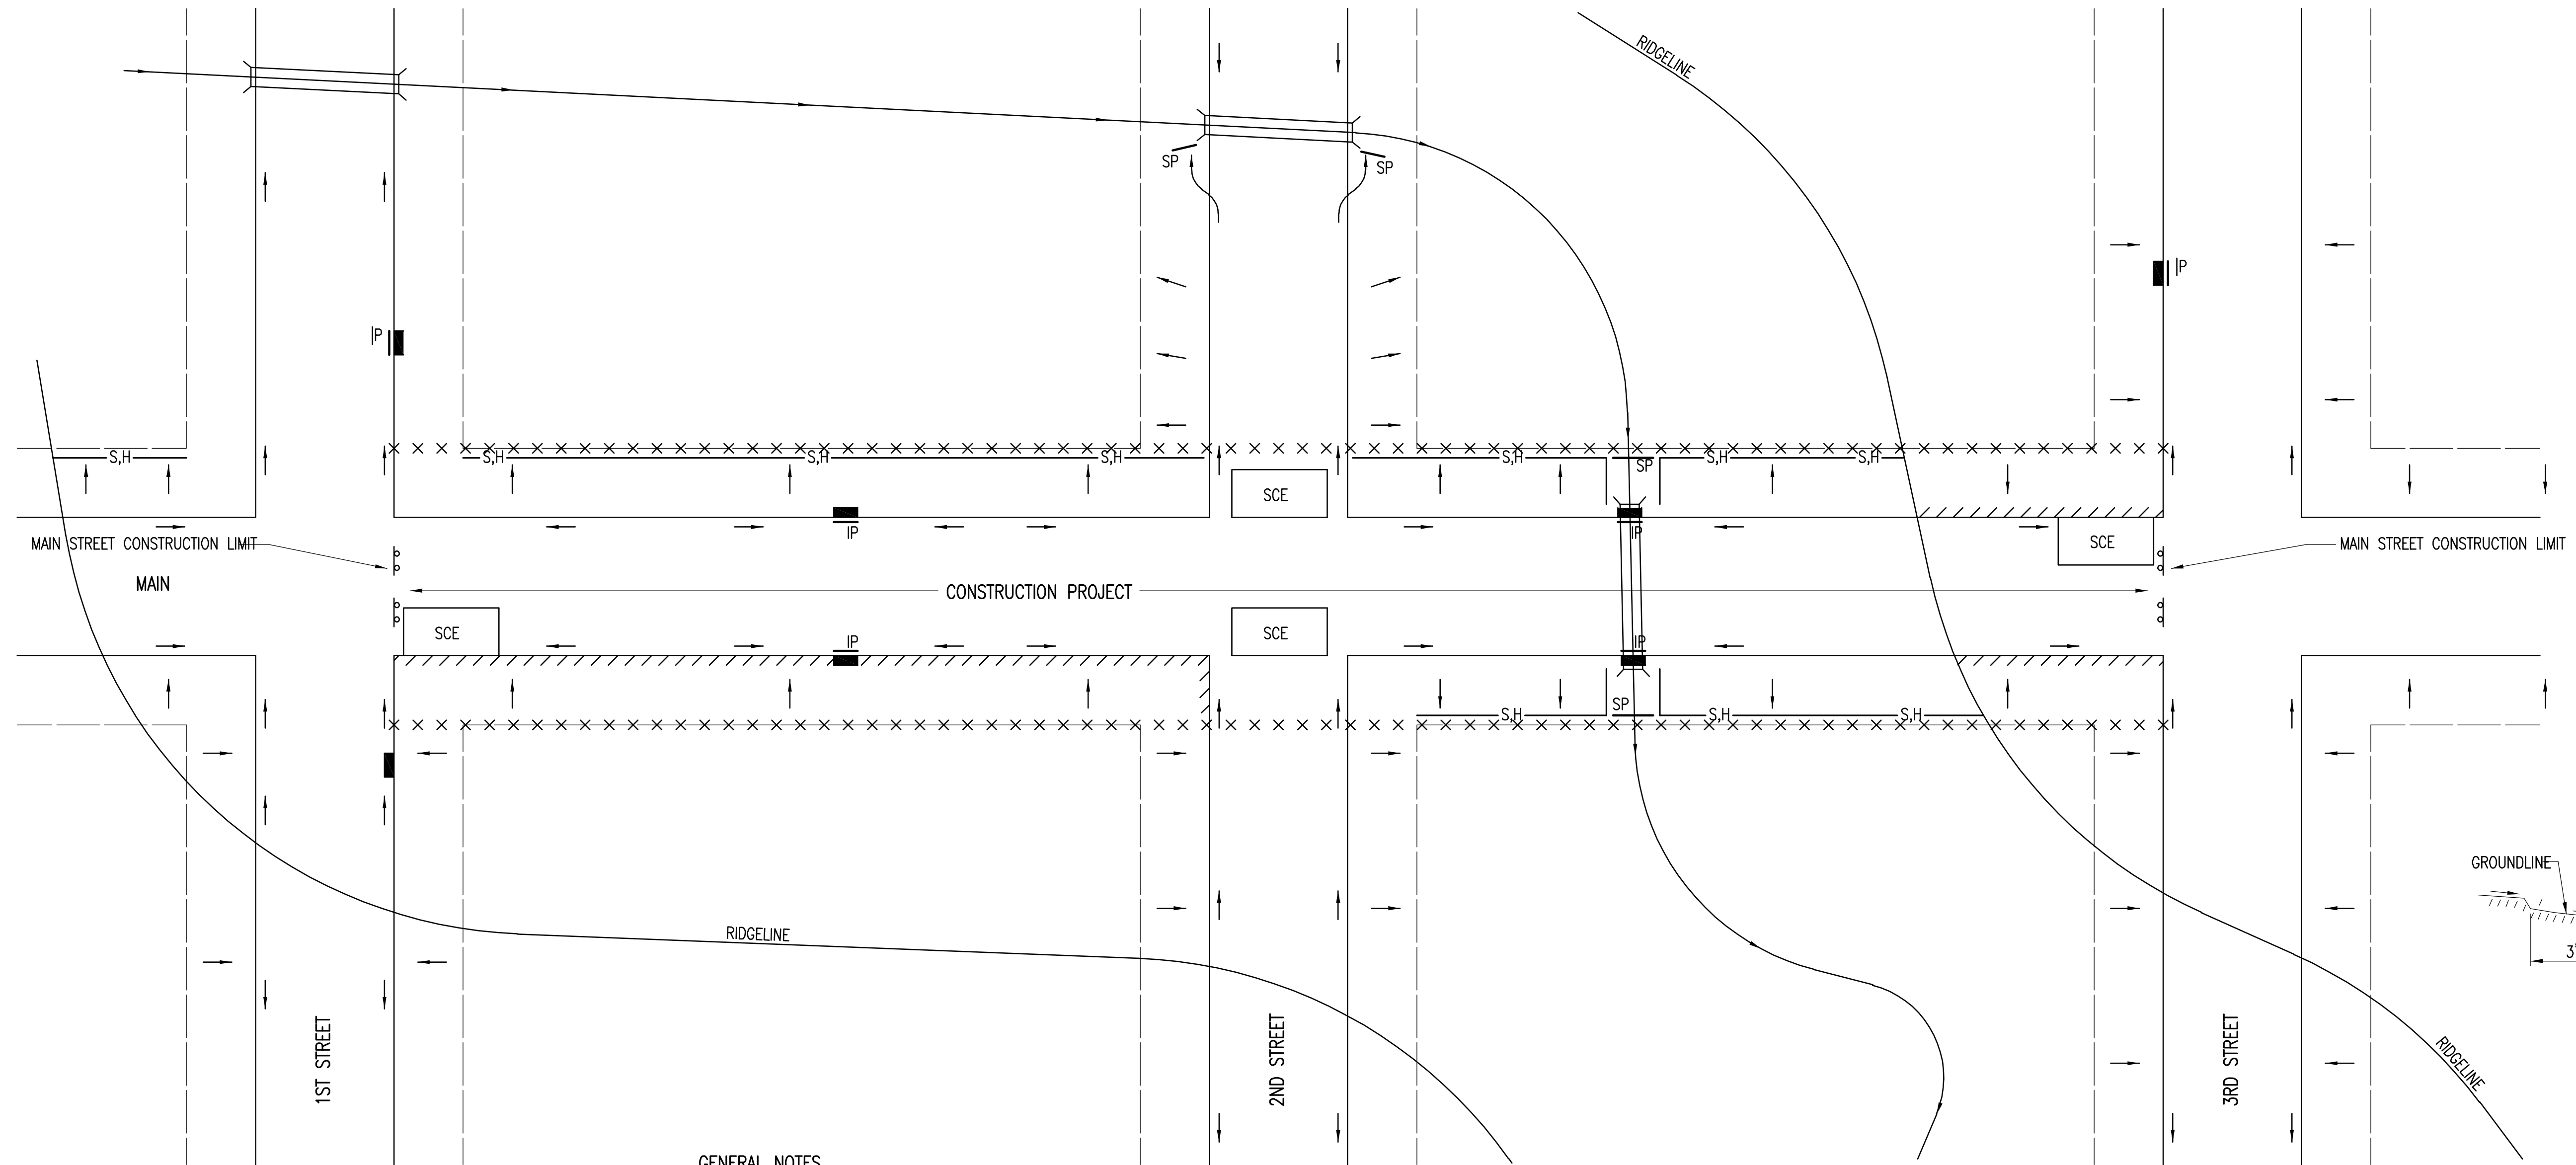 RIDGELINE
SP
SP
IP
IP
S,H
S,H
S,H
S,H
S,H
S,H
S,H
SP
SCE
IP
IP
MAIN STREET CONSTRUCTION LIMIT
SCE
MAIN STREET CONSTRUCTION LIMIT
MAIN
CONSTRUCTION PROJECT
SCE
SCE
IP
IP
SP
S,H
S,H
S,H
GROUNDLINE
RIDGELINE
3'
1ST STREET
2ND STREET
3RD STREET
RIDGELINE
GENERAL NOTES